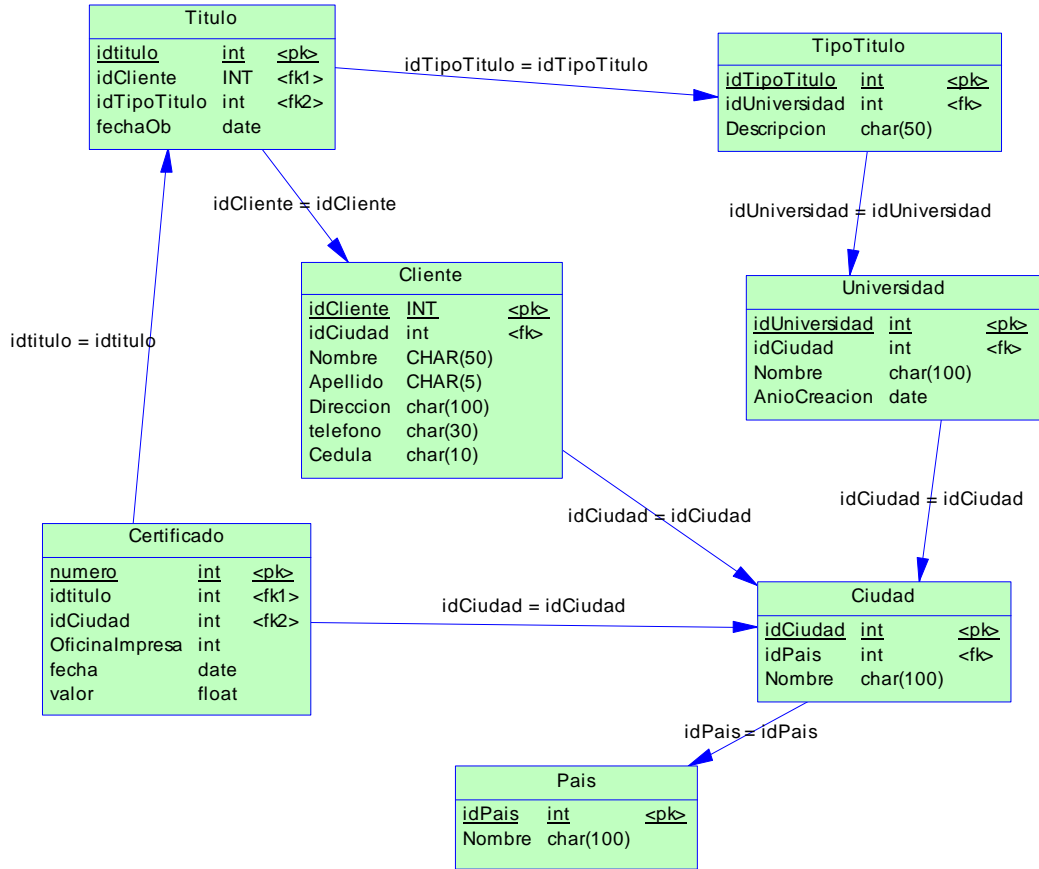 Titulo
idtitulo int <pk>
idCliente INT <fk1>
idTipoTitulo int <fk2>
fechaOb date
idTipoTitulo = idTipoTitulo
TipoTitulo
idTipoTitulo int <pk>
idUniversidad int <fk>
Descripcion char(50)
idCliente = idCliente
idUniversidad = idUniversidad
Cliente
idCliente INT <pk>
idCiudad int <fk>
Nombre CHAR(50)
Apellido CHAR(5)
Direccion char(100)
telefono char(30)
Cedula char(10)
Universidad
idUniversidad int <pk>
idCiudad int <fk>
Nombre char(100)
AnioCreacion date
idtitulo = idtitulo
idCiudad = idCiudad
idCiudad = idCiudad
Certificado
numero int <pk>
idtitulo int <fk1>
idCiudad int <fk2>
OficinaImpresa int
fecha date
valor float
idCiudad = idCiudad
Ciudad
idCiudad int <pk>
idPais int <fk>
Nombre char(100)
idPais = idPais
Pais
idPais int <pk>
Nombre char(100)